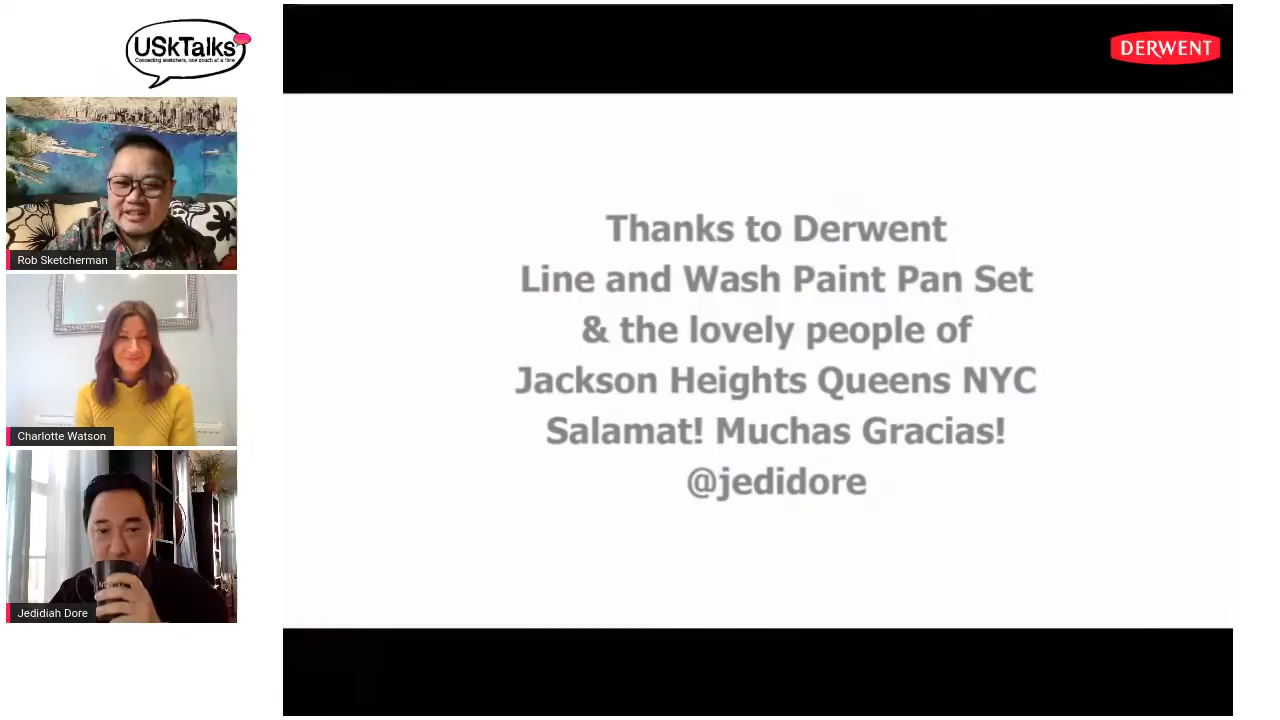 USkTalks
Connecting sketchers, one couch at a time
DERWENT
Rob Sketcherman
Charlotte Watson
Jedidiah Dore
Thanks to Derwent
Line and Wash Paint Pan Set
& the lovely people of
Jackson Heights Queens NYC
Salamat! Muchas Gracias!
@jedidore